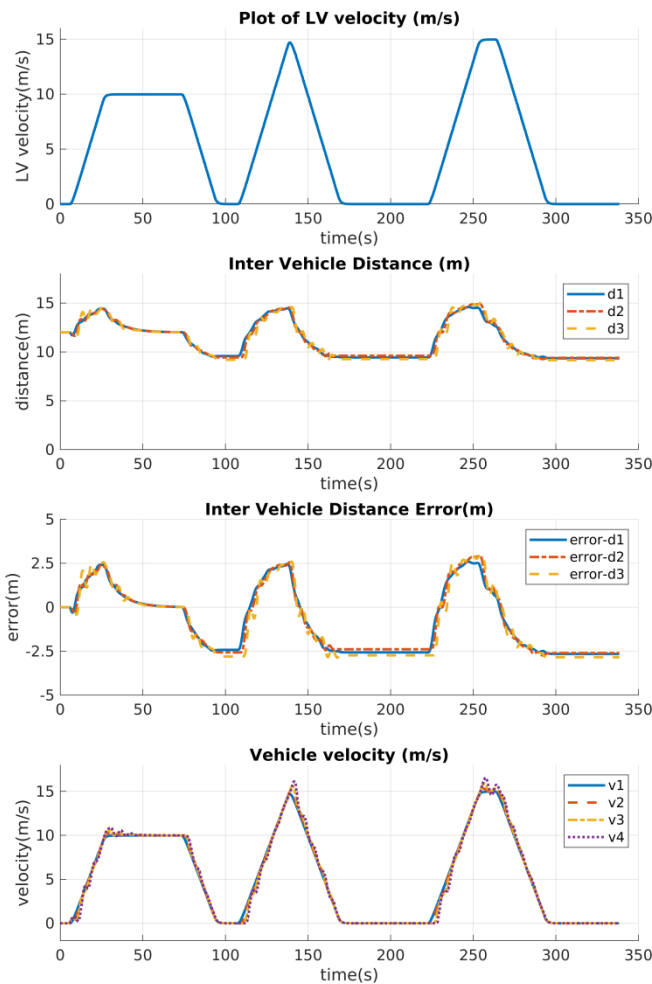 Plot of LV velocity (m/s)
15
10
5
0
LV velocity(m/s)
0 50 100 150 200 250 300 350
time(s)
Inter Vehicle Distance (m)
15
10
5
0
distance(m)
d1
d2
d3
0 50 100 150 200 250 300 350
time(s)
Inter Vehicle Distance Error(m)
5
2.5
0
-2.5
-5
error(m)
error-d1
error-d2
error-d3
0 50 100 150 200 250 300 350
time(s)
Vehicle velocity (m/s)
15
10
5
0
velocity(m/s)
v1
v2
v3
v4
0 50 100 150 200 250 300 350
time(s)